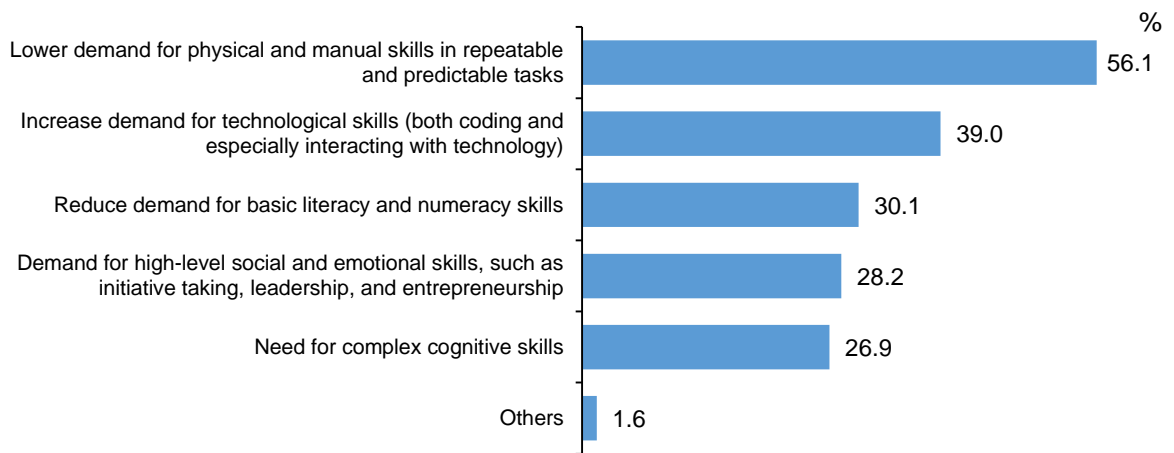 %
Lower demand for physical and manual skills in repeatable
and predictable tasks
56.1
Increase demand for technological skills (both coding and
especially interacting with technology)
39.0
Reduce demand for basic literacy and numeracy skills
30.1
Demand for high-level social and emotional skills, such as
initiative taking, leadership, and entrepreneurship
28.2
Need for complex cognitive skills
26.9
Others
1.6